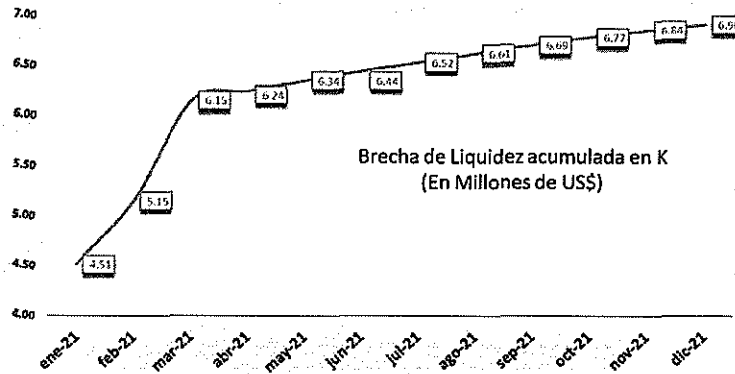 7.00
6.50
6.00
5.50
5.00
4.50
4.00
4.51
5.15
6.15
6.24
6.34
6.44
6.52
6.61
6.69
6.77
6.84
Brecha de Liquidez acumulada en K
(En Millones de US$)
ene-21
feb-21
mar-21
abr-21
may-21
jun-21
jul-21
ago-21
sep-21
oct-21
nov-21
dic-21